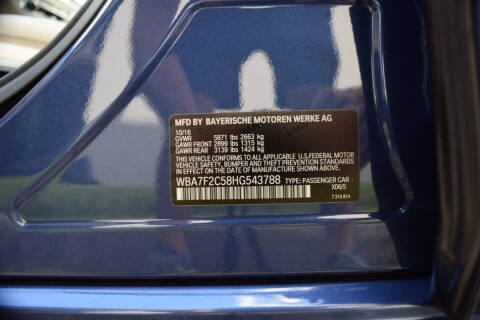 MFD BY BAYERISCHE MOTOREN WERKE AG
10/16
GVWR 5871 lbs 2663 kg
GAWR FRONT 2899 lbs 1315 kg
GAWR REAR 3139 lbs 1424 kg
THIS VEHICLE CONFORMS TO ALL APPLICABLE U.S.FEDERAL MOTOR
VEHICLE SAFETY, BUMPER AND THEFT PREVENTION STANDARDS
IN EFFECT ON THE DATE OF MANUFACTURE SHOWN ABOVE.
WBA7F2C58HG543788 TYPE: PASSENGER CAR
X06/5